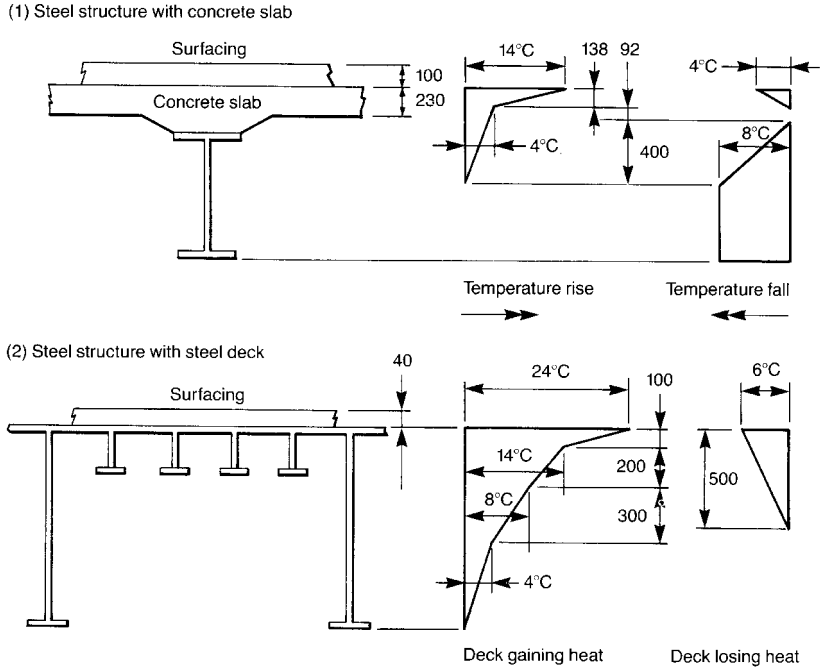 (1) Steel structure with concrete slab
Surfacing
Concrete slab
100
230
14°C
138
92
4°C
400
4°C
8°C
Temperature rise
Temperature fall
(2) Steel structure with steel deck
Surfacing
40
24°C
100
14°C
200
8°C
300
4°C
6°C
500
Deck gaining heat
Deck losing heat